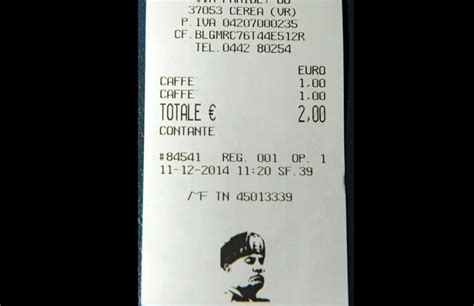 37053 CEREA (VR)
P.IVA 04207000235
CF.BLGMRC76T44E512R
TEL.0442 80254
EURO
CAFFE' 1,00
CAFFE' 1,00
TOTALE € 2,00
CONTANTE
#84541 REG. 001 OP. 1
11-12-2014 11:20 SF.39
MF TN 45013339